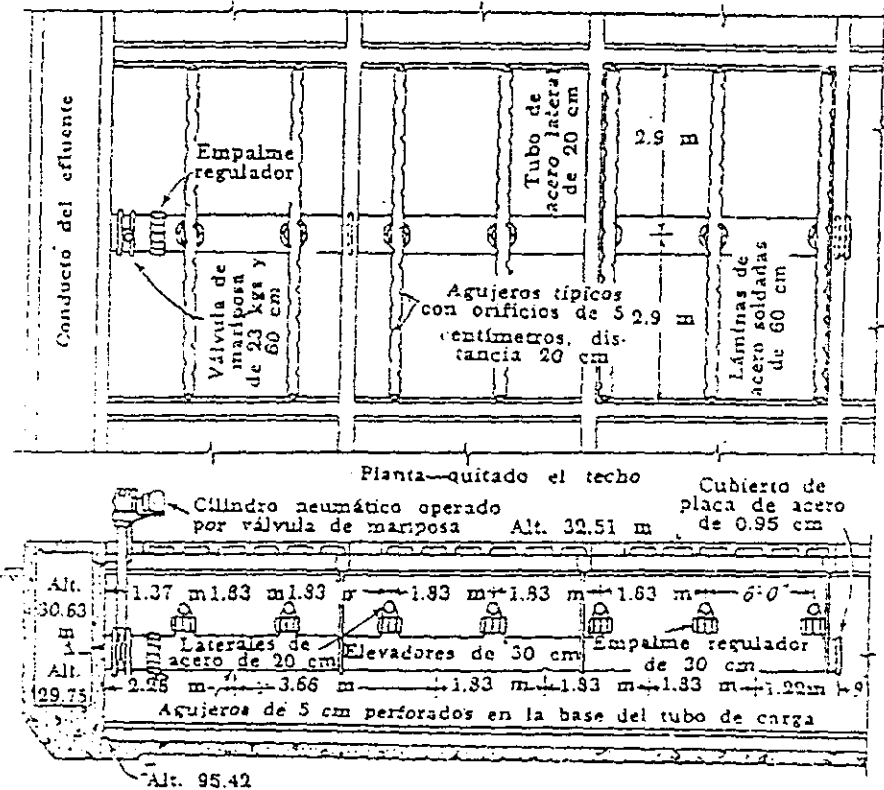 Conducto del efluente
Empalme
regulador
Válvula de
mariposa
de 23 kgs y
60 cm
Tubo de
acero lateral
de 20 cm
2.9 m
Agujeros típicos
con orificios de 5
centímetros, dis-
tancia 20 cm
2.9 m
Láminas de
acero soldadas
de 60 cm
Planta—quitado el techo
Cilindro neumático operado
por válvula de mariposa
Alt. 32.51 m
Cubierto de
placa de acero
de 0.95 cm
Alt.
30.63
m
Alt.
29.75
1.37 m 1.83 m 1.83 m 1.83 m 1.83 m 1.83 m 6'-0"
Laterales de
acero de 20 cm
Elevadores de 30 cm
Empalme regulador
de 30 cm
2.28 m 3.66 m 1.83 m 1.83 m 1.83 m 1.22m 9
Agujeros de 5 cm perforados en la base del tubo de carga
Alt. 95.42